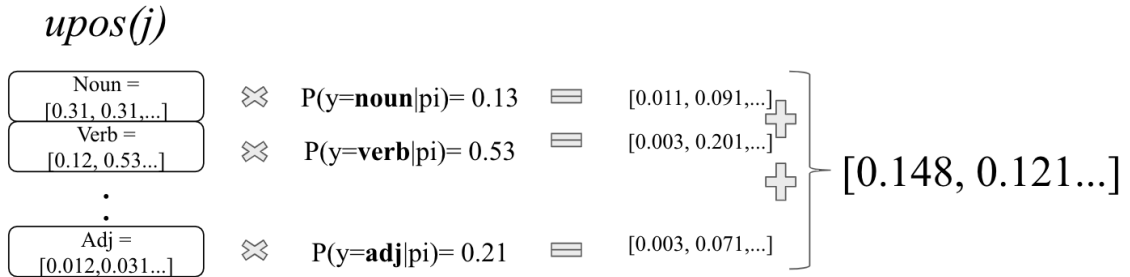 upos(j)
Noun =
[0.31, 0.31,...]
P(y=noun|pi)= 0.13
[0.011, 0.091,...]
Verb =
[0.12, 0.53...]
P(y=verb|pi)= 0.53
[0.003, 0.201,...]
[0.148, 0.121...]
.
.
Adj =
[0.012,0.031...]
P(y=adj|pi)= 0.21
[0.003, 0.071,...]